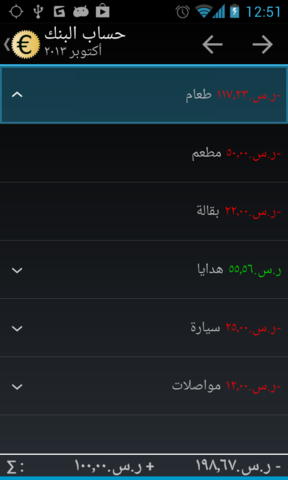 12:51
حساب البنك
أكتوبر ٢٠١٣
طعام -ر.س.١١٧,٢٣
مطعم -ر.س.٥٠,٠٠
بقالة -ر.س.٢٢,٠٠
هدايا ر.س.٥٥,٥٦
سيارة -ر.س.٢٥,٠٠
مواصلات -ر.س.١٢,٠٠
∑ : + ر.س.١٠٠,٠٠ - ر.س.١٩٨,٦٧